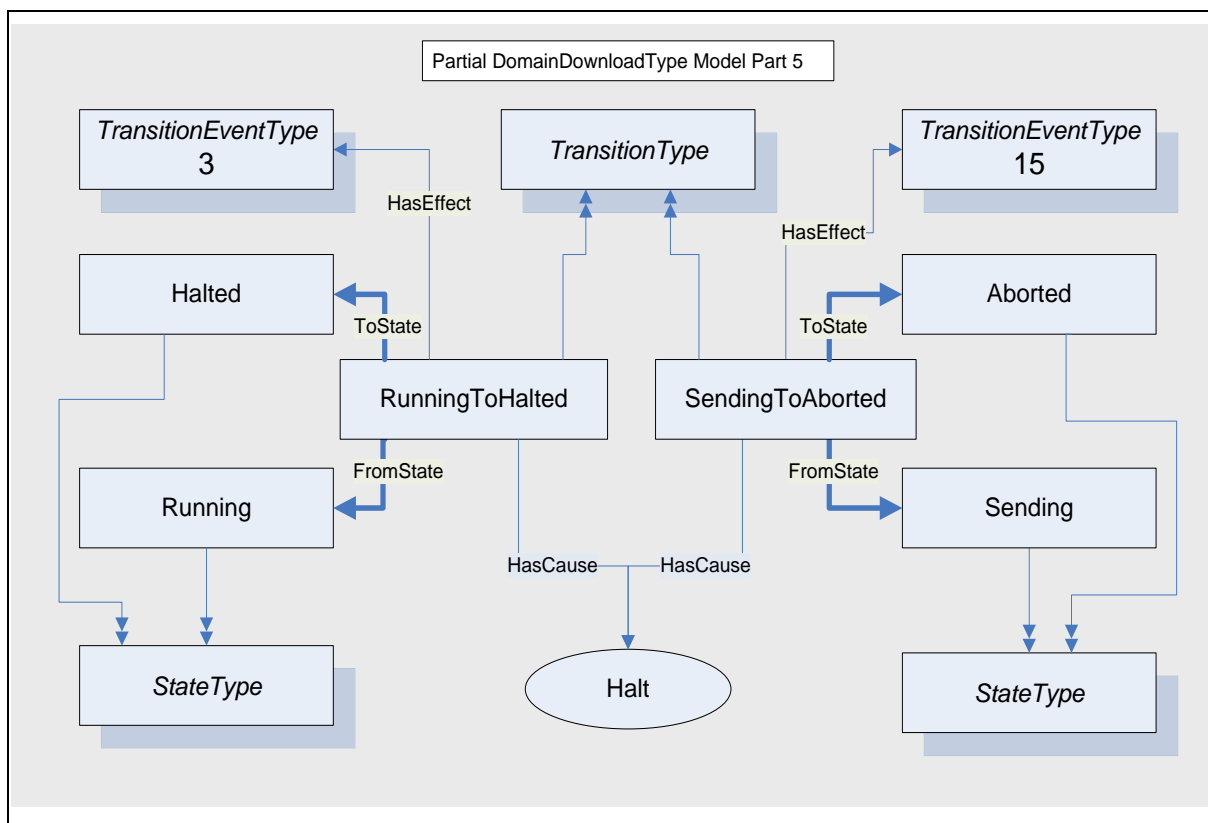 Partial DomainDownloadType Model Part 5
TransitionEventType
3
TransitionType
TransitionEventType
15
HasEffect
HasEffect
Halted
Aborted
ToState
ToState
RunningToHalted
SendingToAborted
FromState
FromState
Running
Sending
HasCause
HasCause
StateType
Halt
StateType